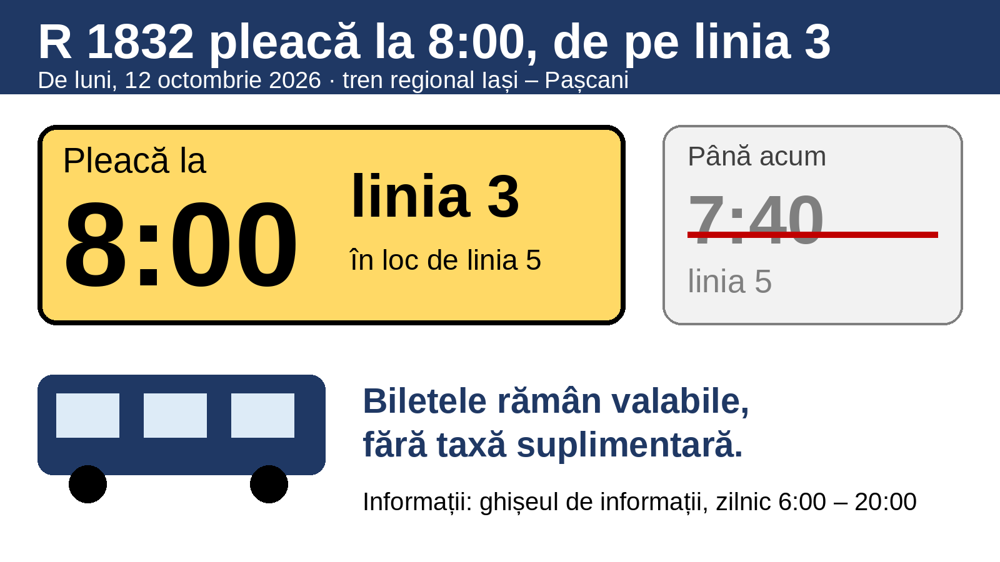 R 1832 pleacă la 8:00, de pe linia 3
De luni, 12 octombrie 2026 · tren regional Iași – Pașcani
Pleacă la
8:00
linia 3
în loc de linia 5
Până acum
7:40
linia 5
Biletele rămân valabile,
fără taxă suplimentară.
Informații: ghișeul de informații, zilnic 6:00 – 20:00